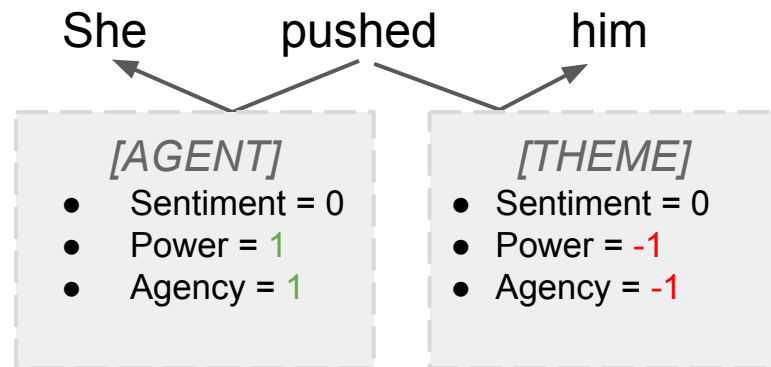 She pushed him
[AGENT]
● Sentiment = 0
● Power = 1
● Agency = 1
[THEME]
● Sentiment = 0
● Power = -1
● Agency = -1